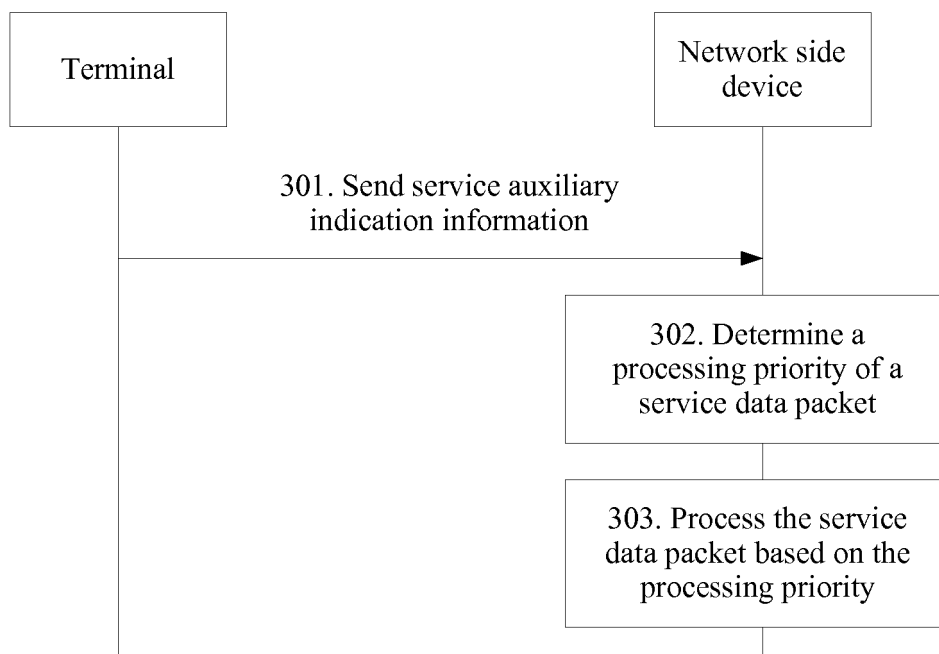 Terminal
Network side
device
301. Send service auxiliary
indication information
302. Determine a
processing priority of a
service data packet
303. Process the service
data packet based on the
processing priority